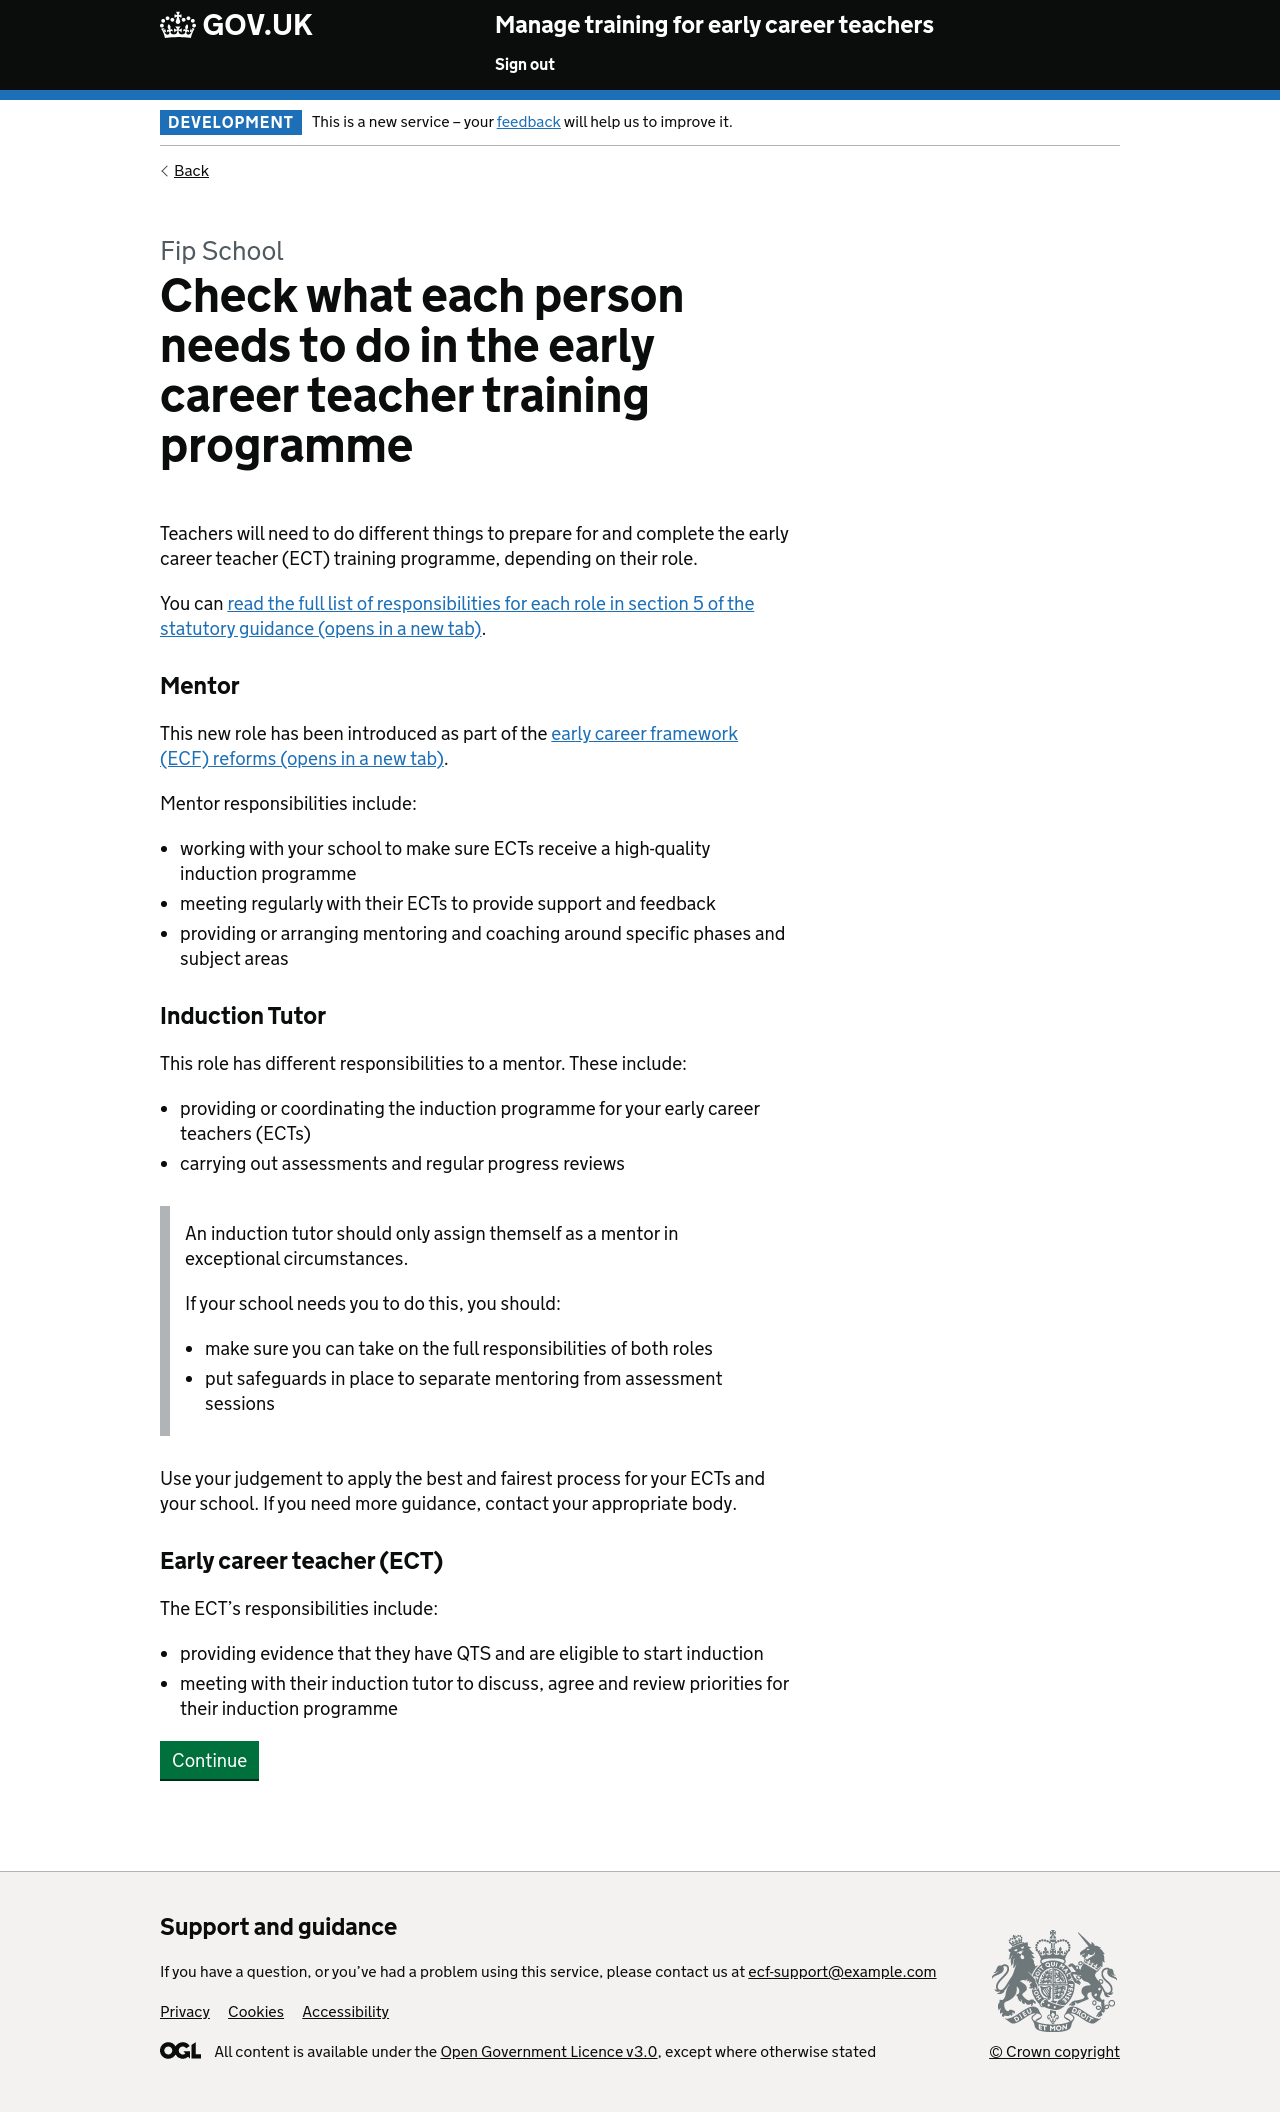 GOV.UK
Manage training for early career teachers
Sign out
DEVELOPMENT This is a new service – your feedback will help us to improve it.
Back
Fip School
Check what each person
needs to do in the early
career teacher training
programme
Teachers will need to do different things to prepare for and complete the early
career teacher (ECT) training programme, depending on their role.
You can read the full list of responsibilities for each role in section 5 of the
statutory guidance (opens in a new tab).
Mentor
This new role has been introduced as part of the early career framework
(ECF) reforms (opens in a new tab).
Mentor responsibilities include:
• working with your school to make sure ECTs receive a high-quality
induction programme
• meeting regularly with their ECTs to provide support and feedback
• providing or arranging mentoring and coaching around specific phases and
subject areas
Induction Tutor
This role has different responsibilities to a mentor. These include:
• providing or coordinating the induction programme for your early career
teachers (ECTs)
• carrying out assessments and regular progress reviews
An induction tutor should only assign themself as a mentor in
exceptional circumstances.
If your school needs you to do this, you should:
• make sure you can take on the full responsibilities of both roles
• put safeguards in place to separate mentoring from assessment
sessions
Use your judgement to apply the best and fairest process for your ECTs and
your school. If you need more guidance, contact your appropriate body.
Early career teacher (ECT)
The ECT’s responsibilities include:
• providing evidence that they have QTS and are eligible to start induction
• meeting with their induction tutor to discuss, agree and review priorities for
their induction programme
Continue
Support and guidance
If you have a question, or you’ve had a problem using this service, please contact us at ecf-support@example.com
Privacy Cookies Accessibility
OGL All content is available under the Open Government Licence v3.0, except where otherwise stated
DIEU ET MON DROIT
© Crown copyright